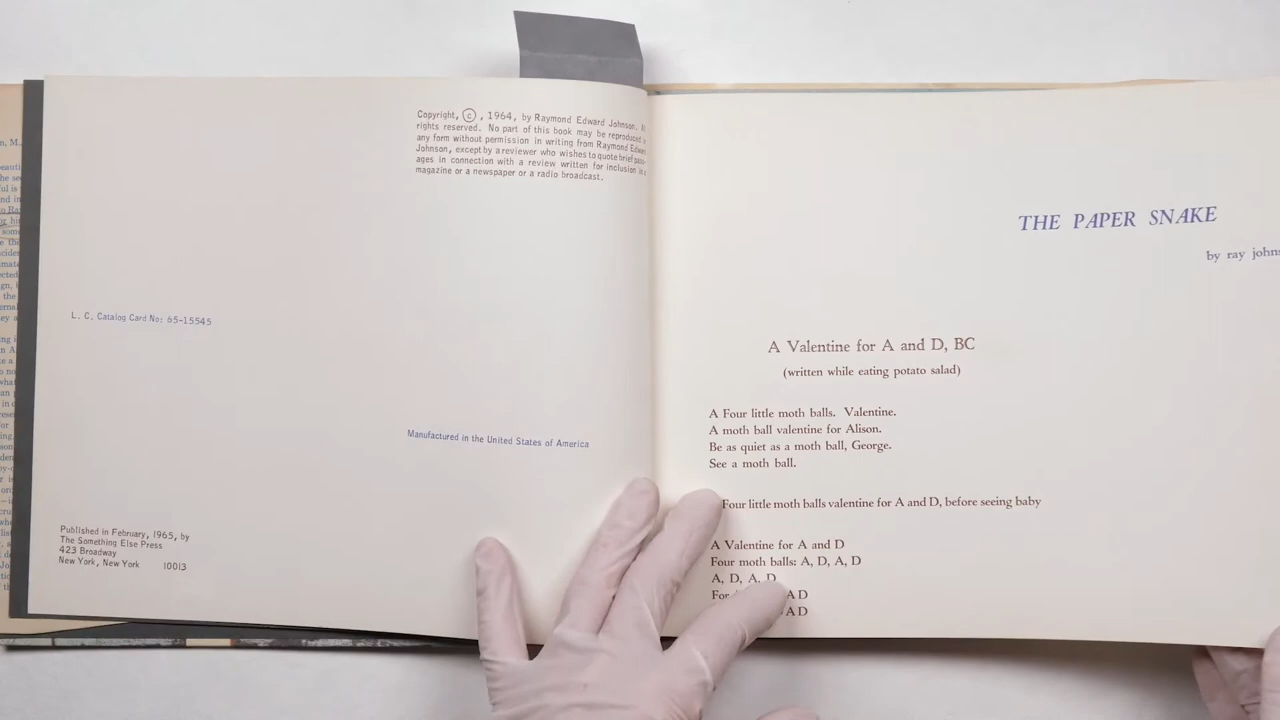 Copyright, c , 1964, by Raymond Edward Johnson.
rights reserved. No part of this book may be reproduced
any form without permission in writing from Raymond
Johnson, except by a reviewer who wishes to quote brief
ages in connection with a review written for inclusion
magazine or a newspaper or a radio broadcast.
L. C. Catalog Card No: 65-15545
Manufactured in the United States of America
Published in February, 1965, by
The Something Else Press
423 Broadway
New York, New York 10013
THE PAPER SNAKE
by ray
A Valentine for A and D, BC
(written while eating potato salad)
A Four little moth balls. Valentine.
A moth ball valentine for Alison.
Be as quiet as a moth ball, George.
See a moth ball.
Four little moth balls valentine for A and D, before seeing baby
A Valentine for A and D
Four moth balls: A, D, A, D
A, D, A, D
A D
A D